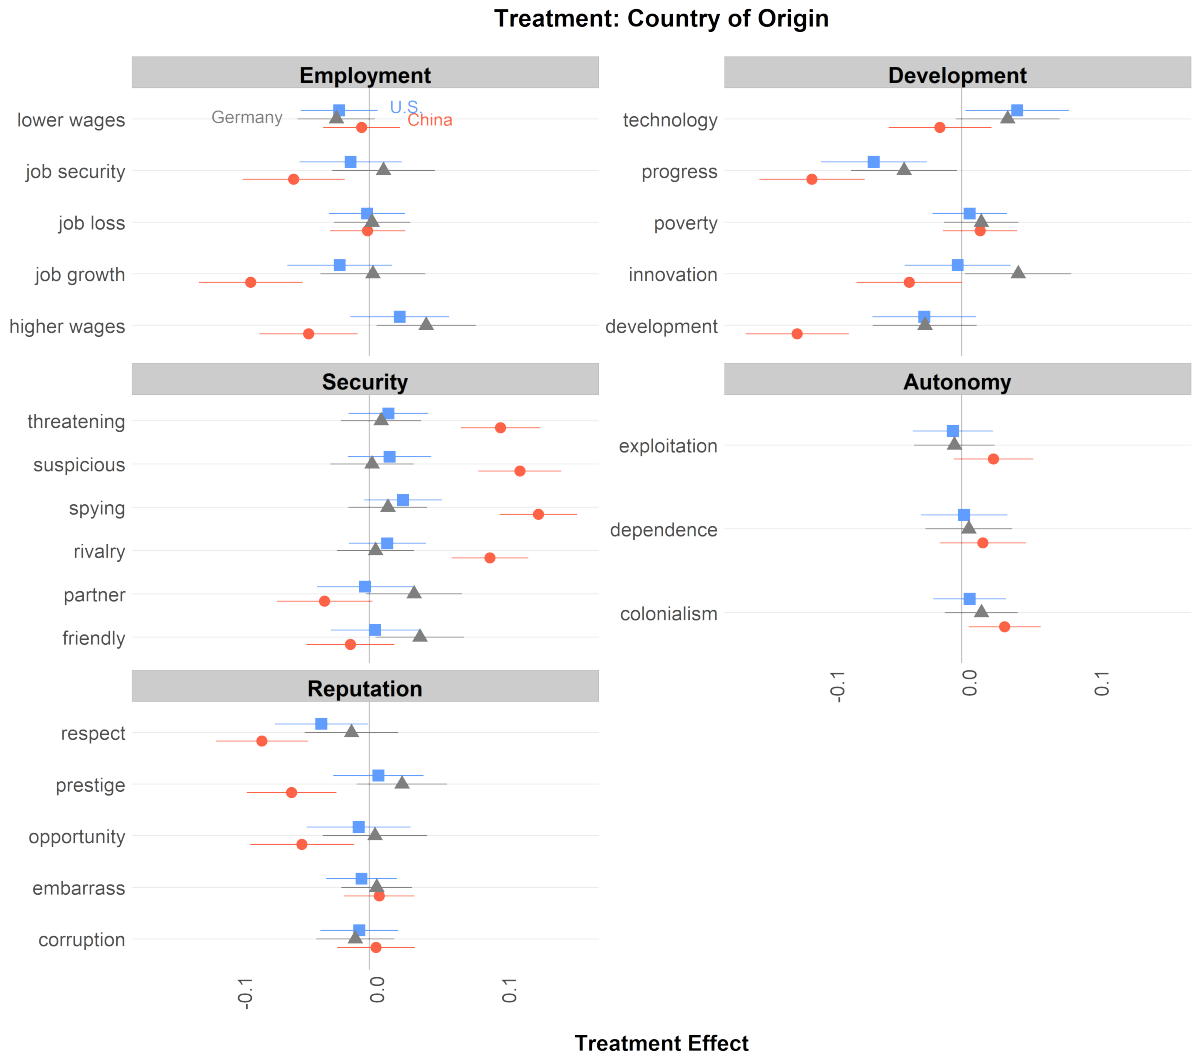 Treatment: Country of Origin
Employment
lower wages
job security
job loss
job growth
higher wages
Germany
U.S.
China
Development
technology
progress
poverty
innovation
development
Security
threatening
suspicious
spying
rivalry
partner
friendly
Autonomy
exploitation
dependence
colonialism
-0.1
0.0
0.1
Reputation
respect
prestige
opportunity
embarrass
corruption
-0.1
0.0
0.1
Treatment Effect